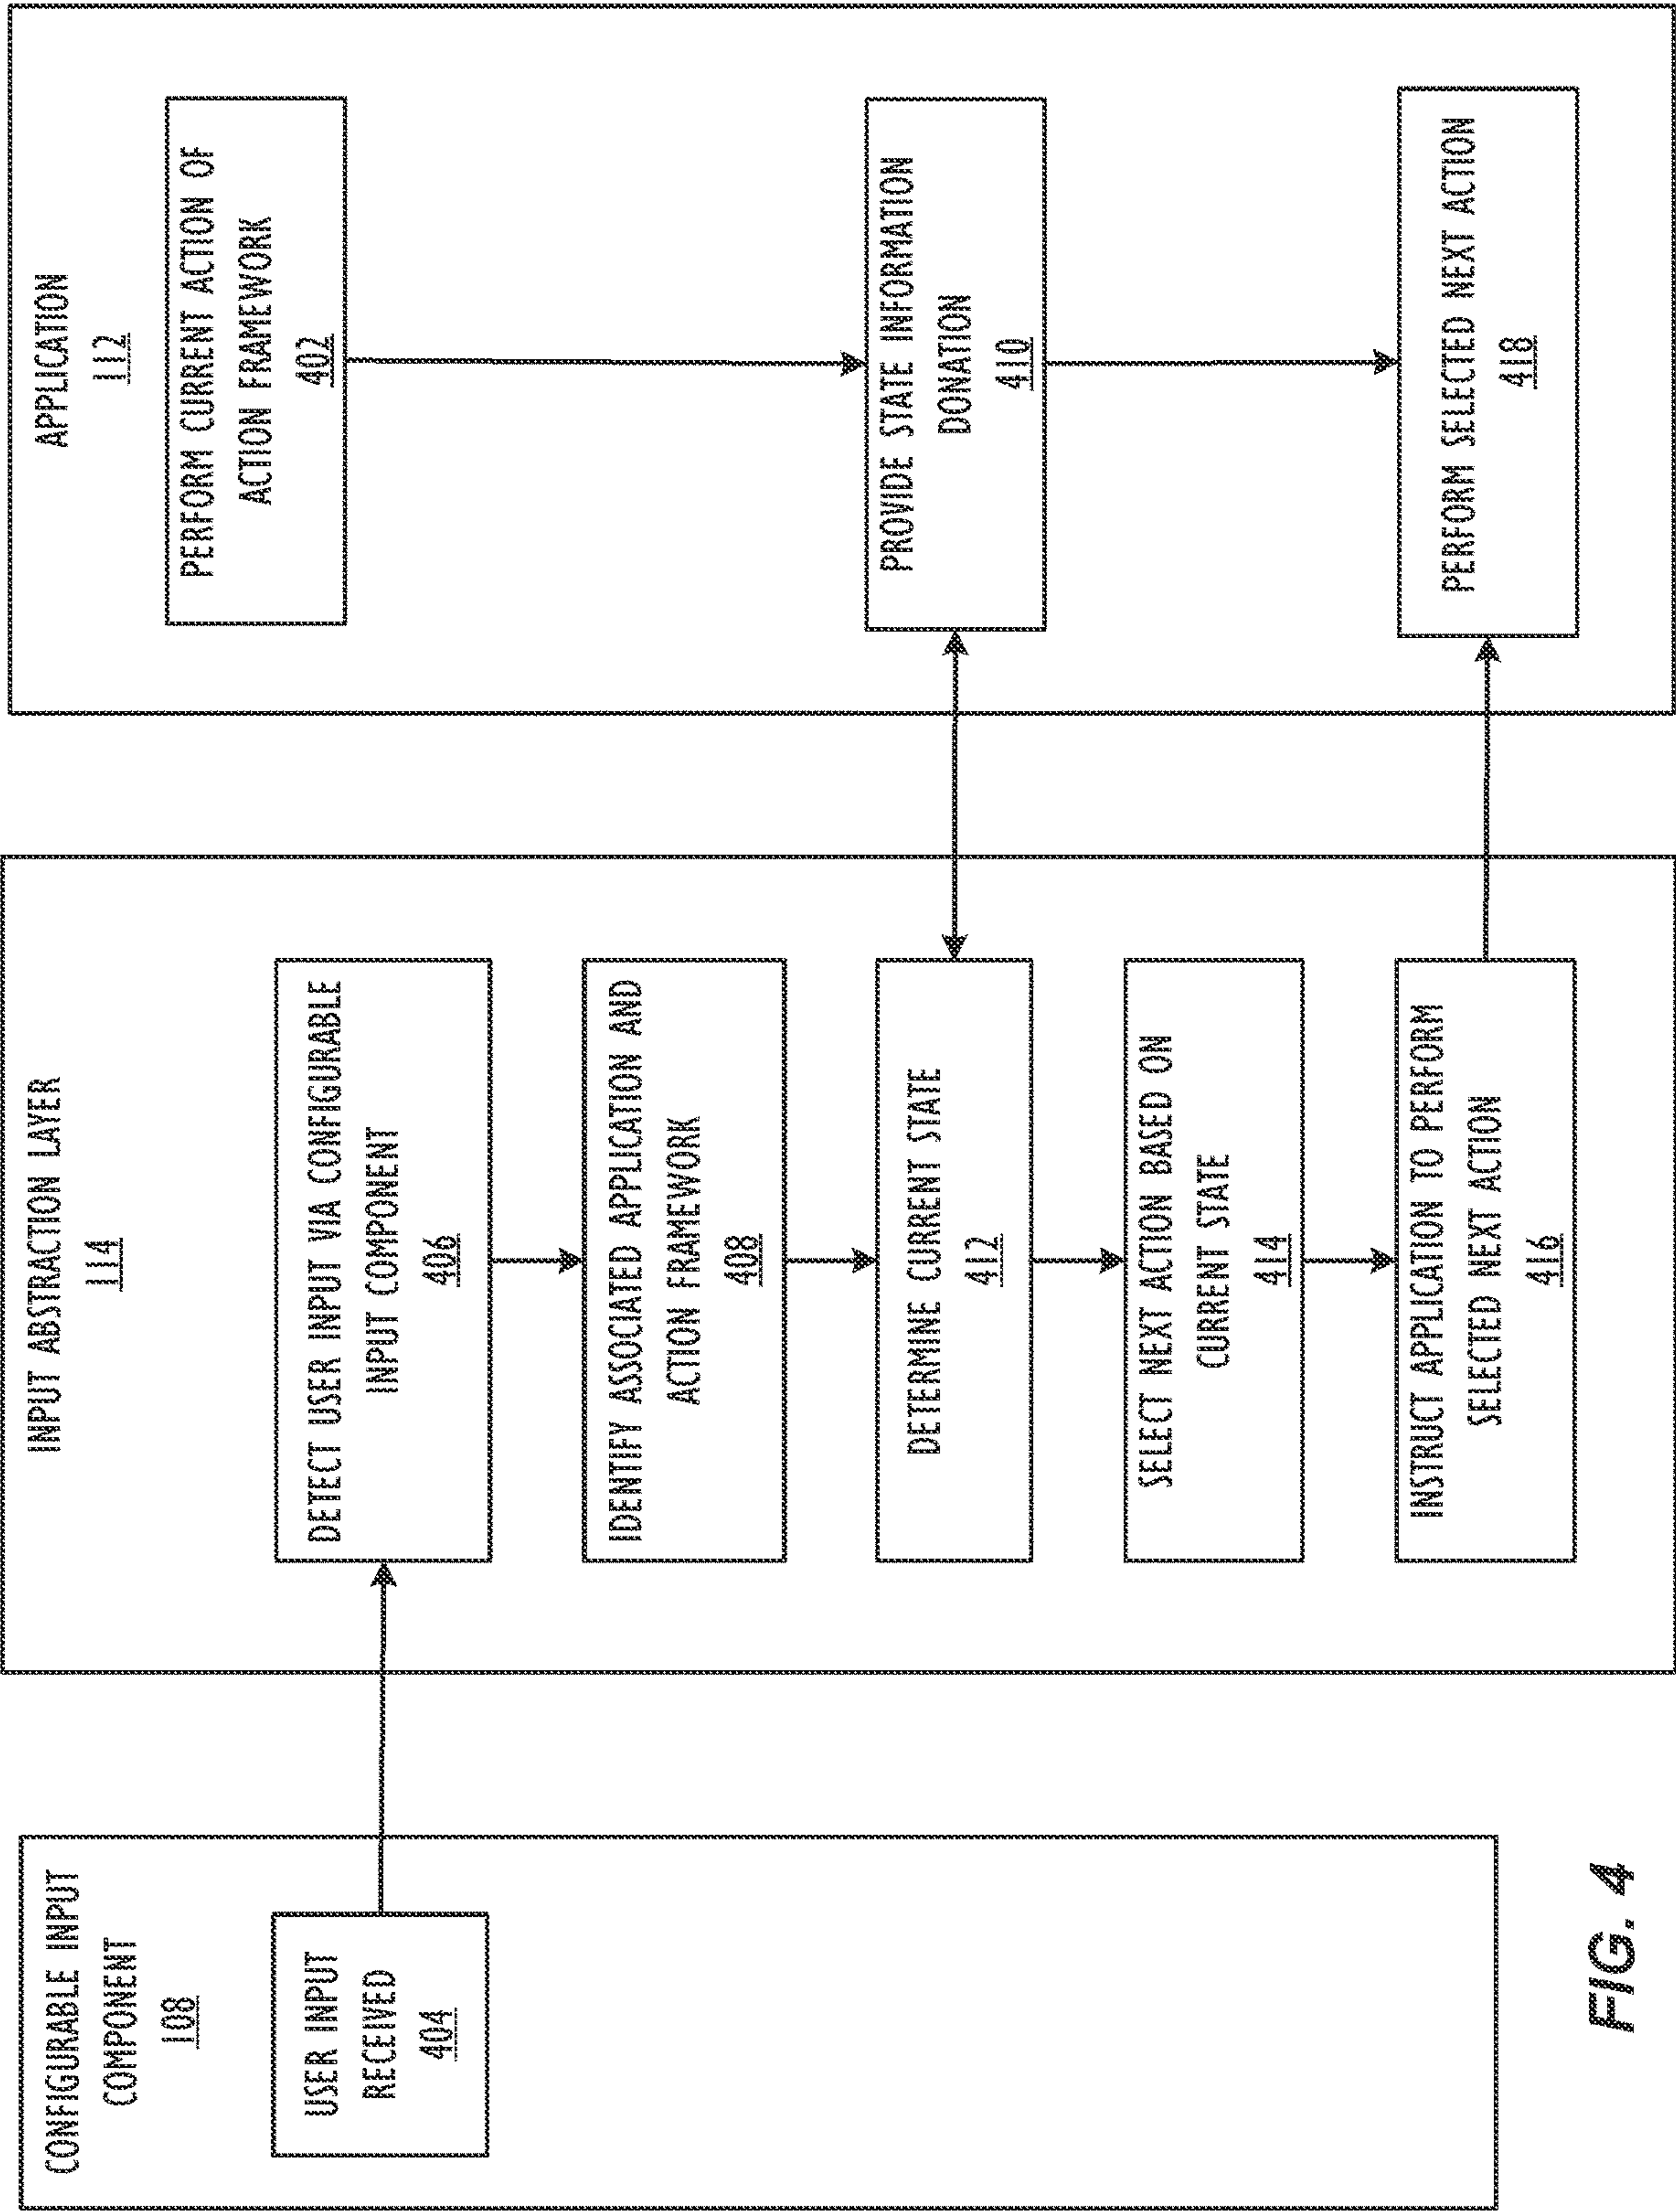 CONFIGURABLE INPUT
COMPONENT
108
USER INPUT
RECEIVED
404
INPUT ABSTRACTION LAYER
114
DETECT USER INPUT VIA CONFIGURABLE
INPUT COMPONENT
406
IDENTIFY ASSOCIATED APPLICATION AND
ACTION FRAMEWORK
408
DETERMINE CURRENT STATE
412
SELECT NEXT ACTION BASED ON
CURRENT STATE
414
INSTRUCT APPLICATION TO PERFORM
SELECTED NEXT ACTION
416
APPLICATION
112
PERFORM CURRENT ACTION OF
ACTION FRAMEWORK
402
PROVIDE STATE INFORMATION
DONATION
410
PERFORM SELECTED NEXT ACTION
418
FIG. 4